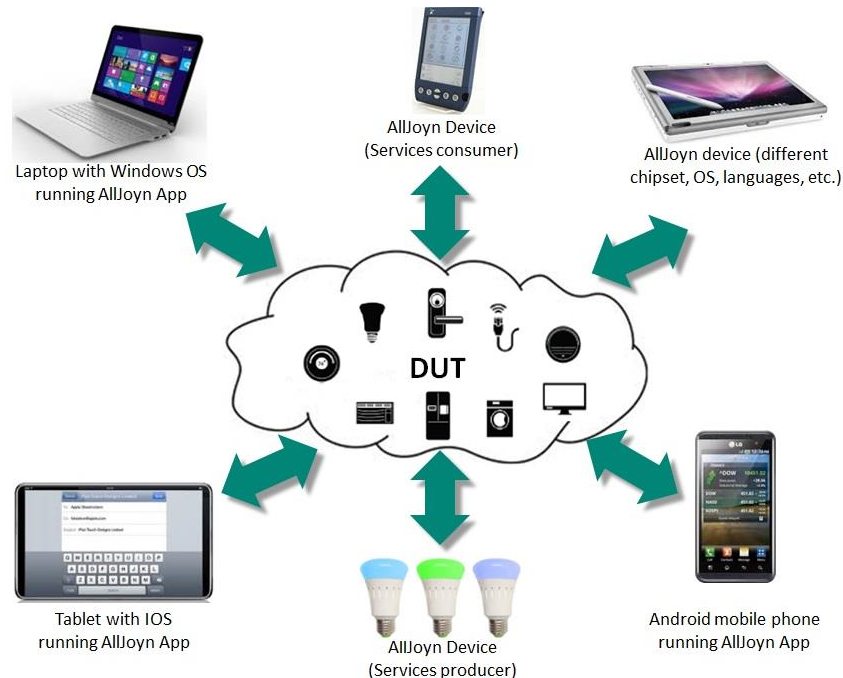 AllJoyn Device
(Services consumer)
Laptop with Windows OS
running AllJoyn App
AllJoyn device (different
chipset, OS, languages, etc.)
DUT
LG
Tablet with IOS
running AllJoyn App
AllJoyn Device
(Services producer)
Android mobile phone
running AllJoyn App